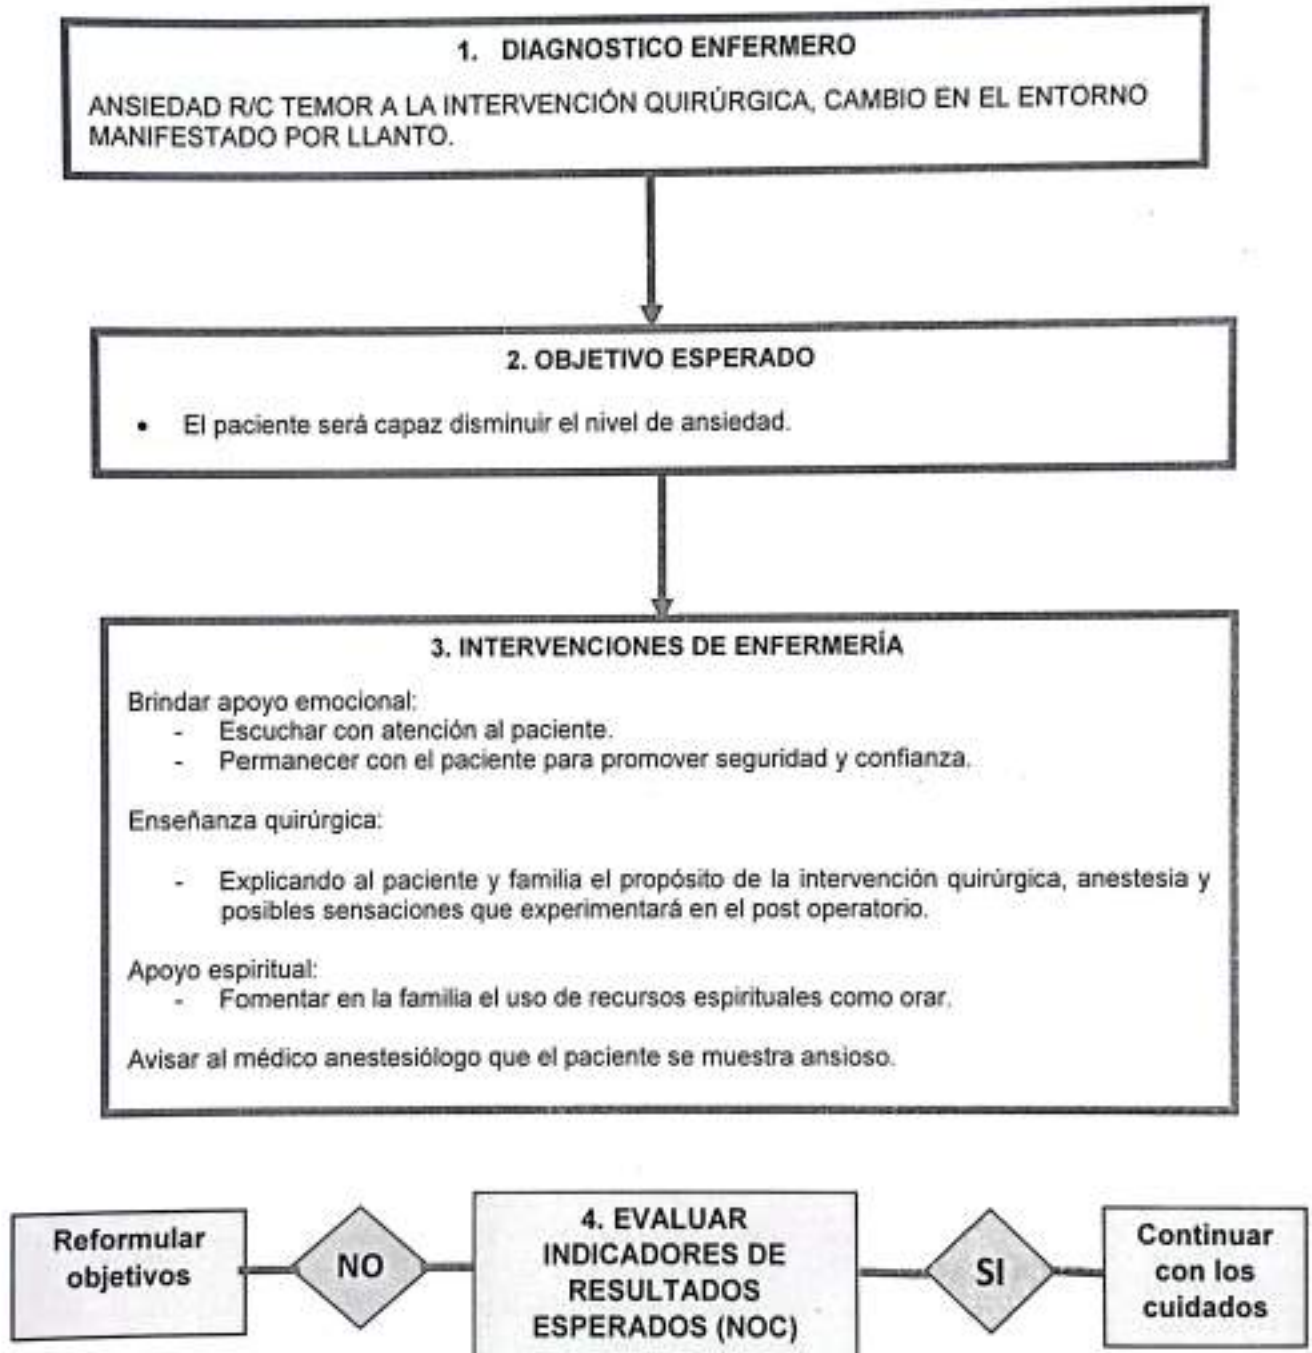 1. DIAGNOSTICO ENFERMERO
ANSIEDAD R/C TEMOR A LA INTERVENCIÓN QUIRÚRGICA, CAMBIO EN EL ENTORNO
MANIFESTADO POR LLANTO.
2. OBJETIVO ESPERADO
• El paciente será capaz disminuir el nivel de ansiedad.
3. INTERVENCIONES DE ENFERMERÍA
Brindar apoyo emocional:
- Escuchar con atención al paciente.
- Permanecer con el paciente para promover seguridad y confianza.
Enseñanza quirúrgica:
- Explicando al paciente y familia el propósito de la intervención quirúrgica, anestesia y
posibles sensaciones que experimentará en el post operatorio.
Apoyo espiritual:
- Fomentar en la familia el uso de recursos espirituales como orar.
Avisar al médico anestesiólogo que el paciente se muestra ansioso.
Reformular
objetivos
NO
4. EVALUAR
INDICADORES DE
RESULTADOS
ESPERADOS (NOC)
SI
Continuar
con los
cuidados